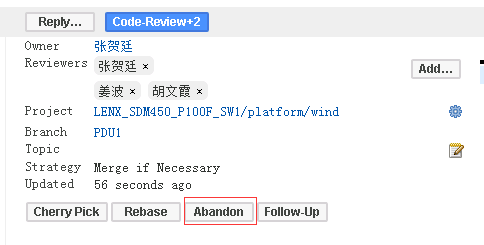 Reply…
Code-Review+2
Owner 张贺廷
Reviewers 张贺廷 ×
Add…
姜波 × 胡文霞 ×
Project LENX_SDM450_P100F_SW1/platform/wind
Branch PDU1
Topic
Strategy Merge if Necessary
Updated 56 seconds ago
Cherry Pick Rebase Abandon Follow-Up